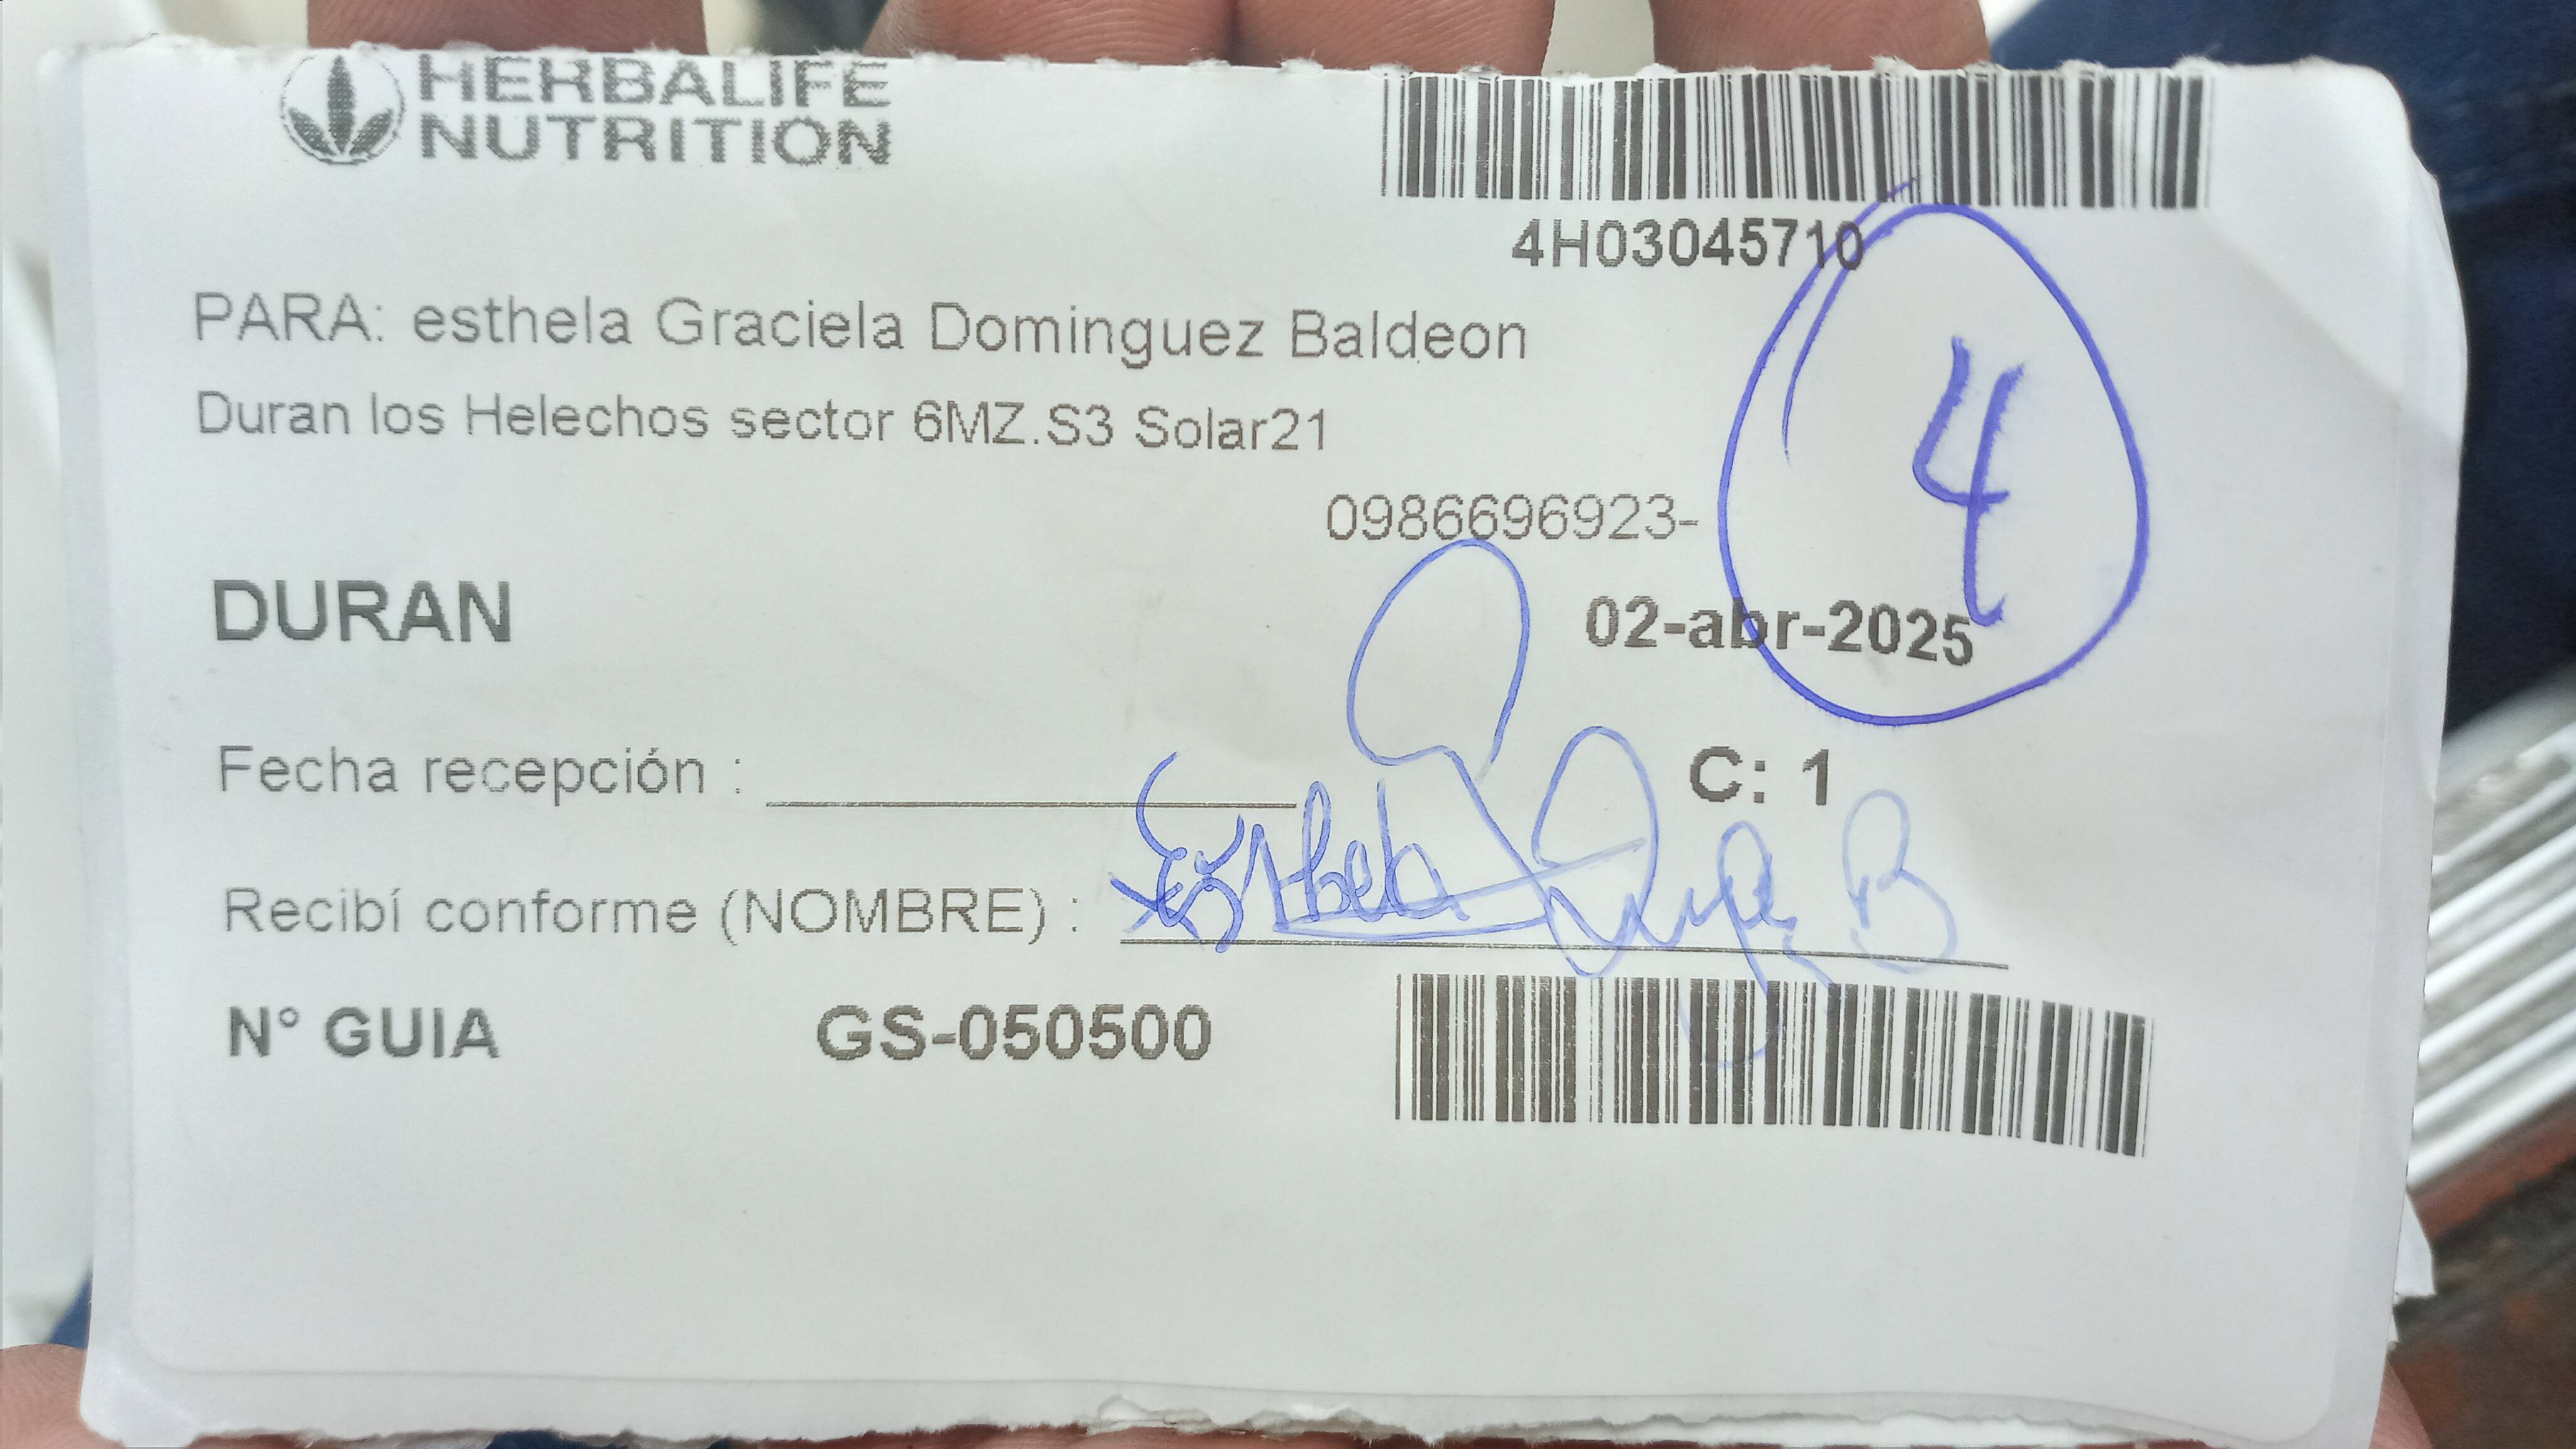 HERBALIFE
NUTRITION
4H03045710
PARA: esthela Graciela Dominguez Baldeon
Duran los Helechos sector 6MZ.S3 Solar21
4
0986696923-
DURAN
02-abr-2025
Fecha recepción :
C: 1
Recibí conforme (NOMBRE) : Esthela
N° GUIA GS-050500